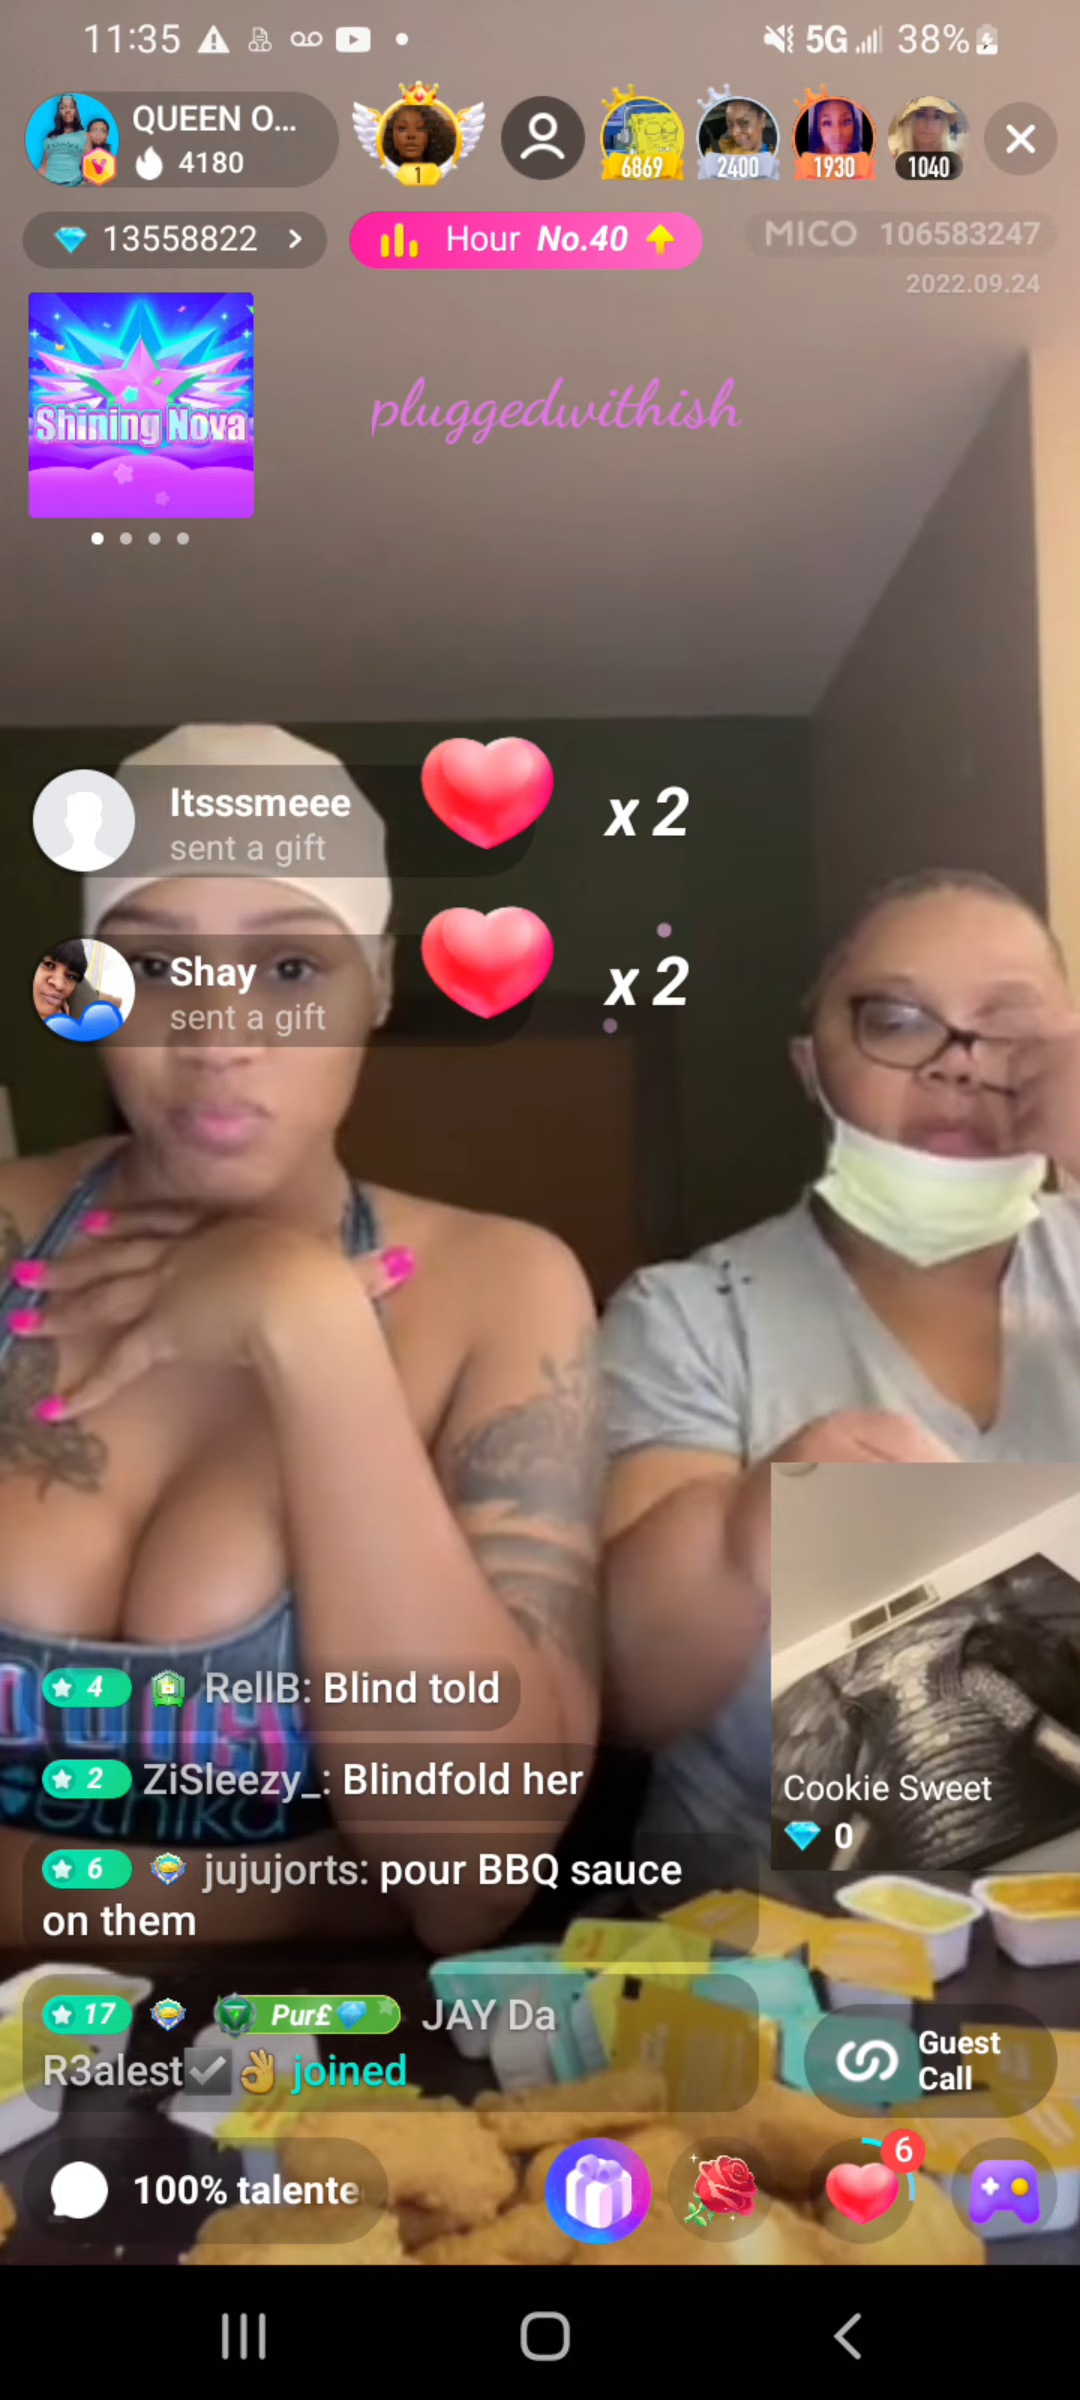 11:35
5G 38%
QUEEN O...
4180
1
6869
2400
1930
1040
13558822
Hour No.40
MICO 106583247
2022.09.24
Shining Nova
pluggedwithish
Itsssmeee
sent a gift
x 2
Shay
sent a gift
x 2
4 RellB: Blind told
2 ZiSleezy_: Blindfold her
ethika
6 jujujorts: pour BBQ sauce
on them
Cookie Sweet
0
17 Pur£ JAY Da
R3alest joined
Guest
Call
100% talente
6